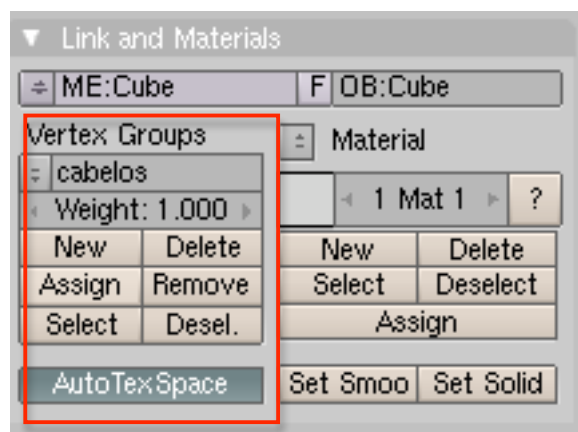 Link and Materials
ME:Cube F OB:Cube
Vertex Groups
cabelos
Weight: 1.000
New Delete
Assign Remove
Select Desel.
AutoTexSpace
Material
1 Mat 1 ?
New Delete
Select Deselect
Assign
Set Smoo Set Solid